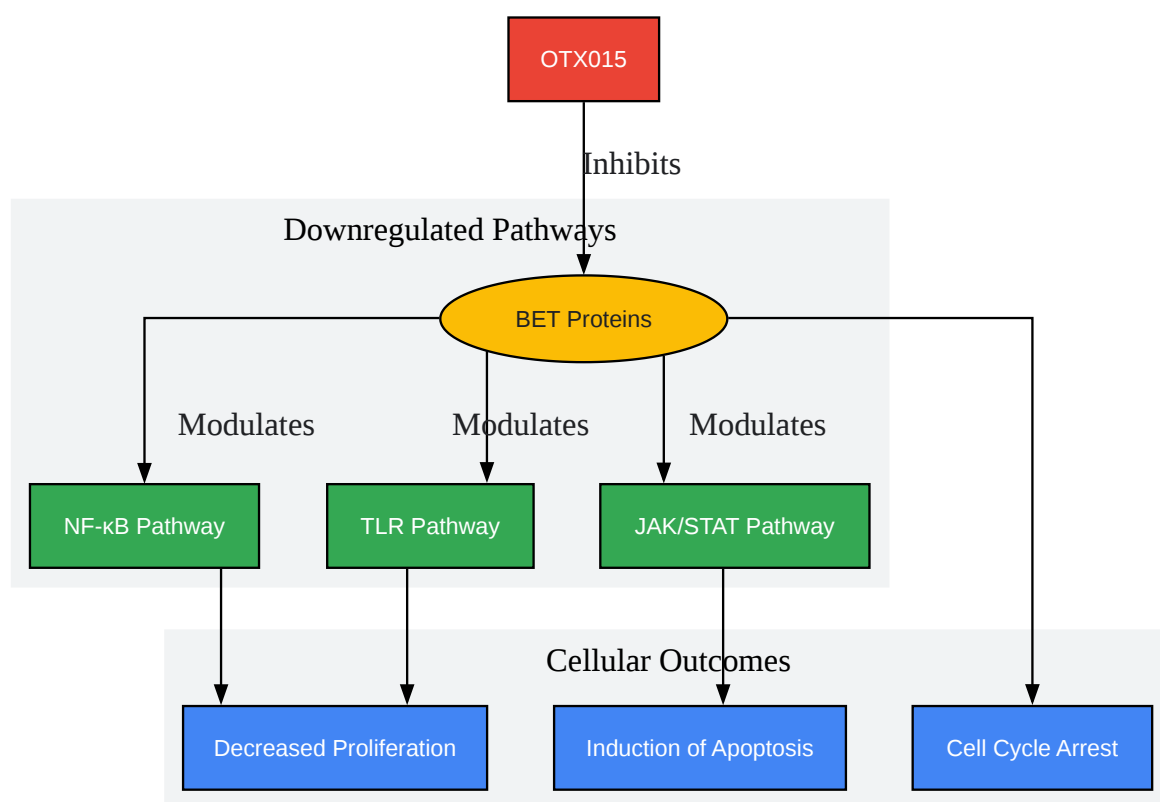 OTX015
Inhibits
Downregulated Pathways
BET Proteins
Modulates
Modulates
Modulates
NF-κB Pathway
TLR Pathway
JAK/STAT Pathway
Cellular Outcomes
Decreased Proliferation
Induction of Apoptosis
Cell Cycle Arrest